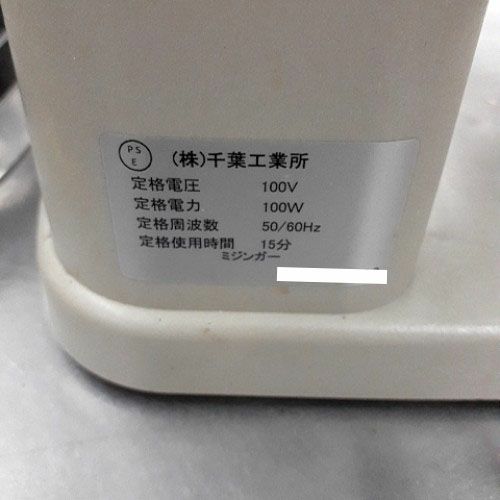 PS
E
(株)千葉工業所
定格電圧 100V
定格電力 100W
定格周波数 50/60Hz
定格使用時間 15分
ミジンガー